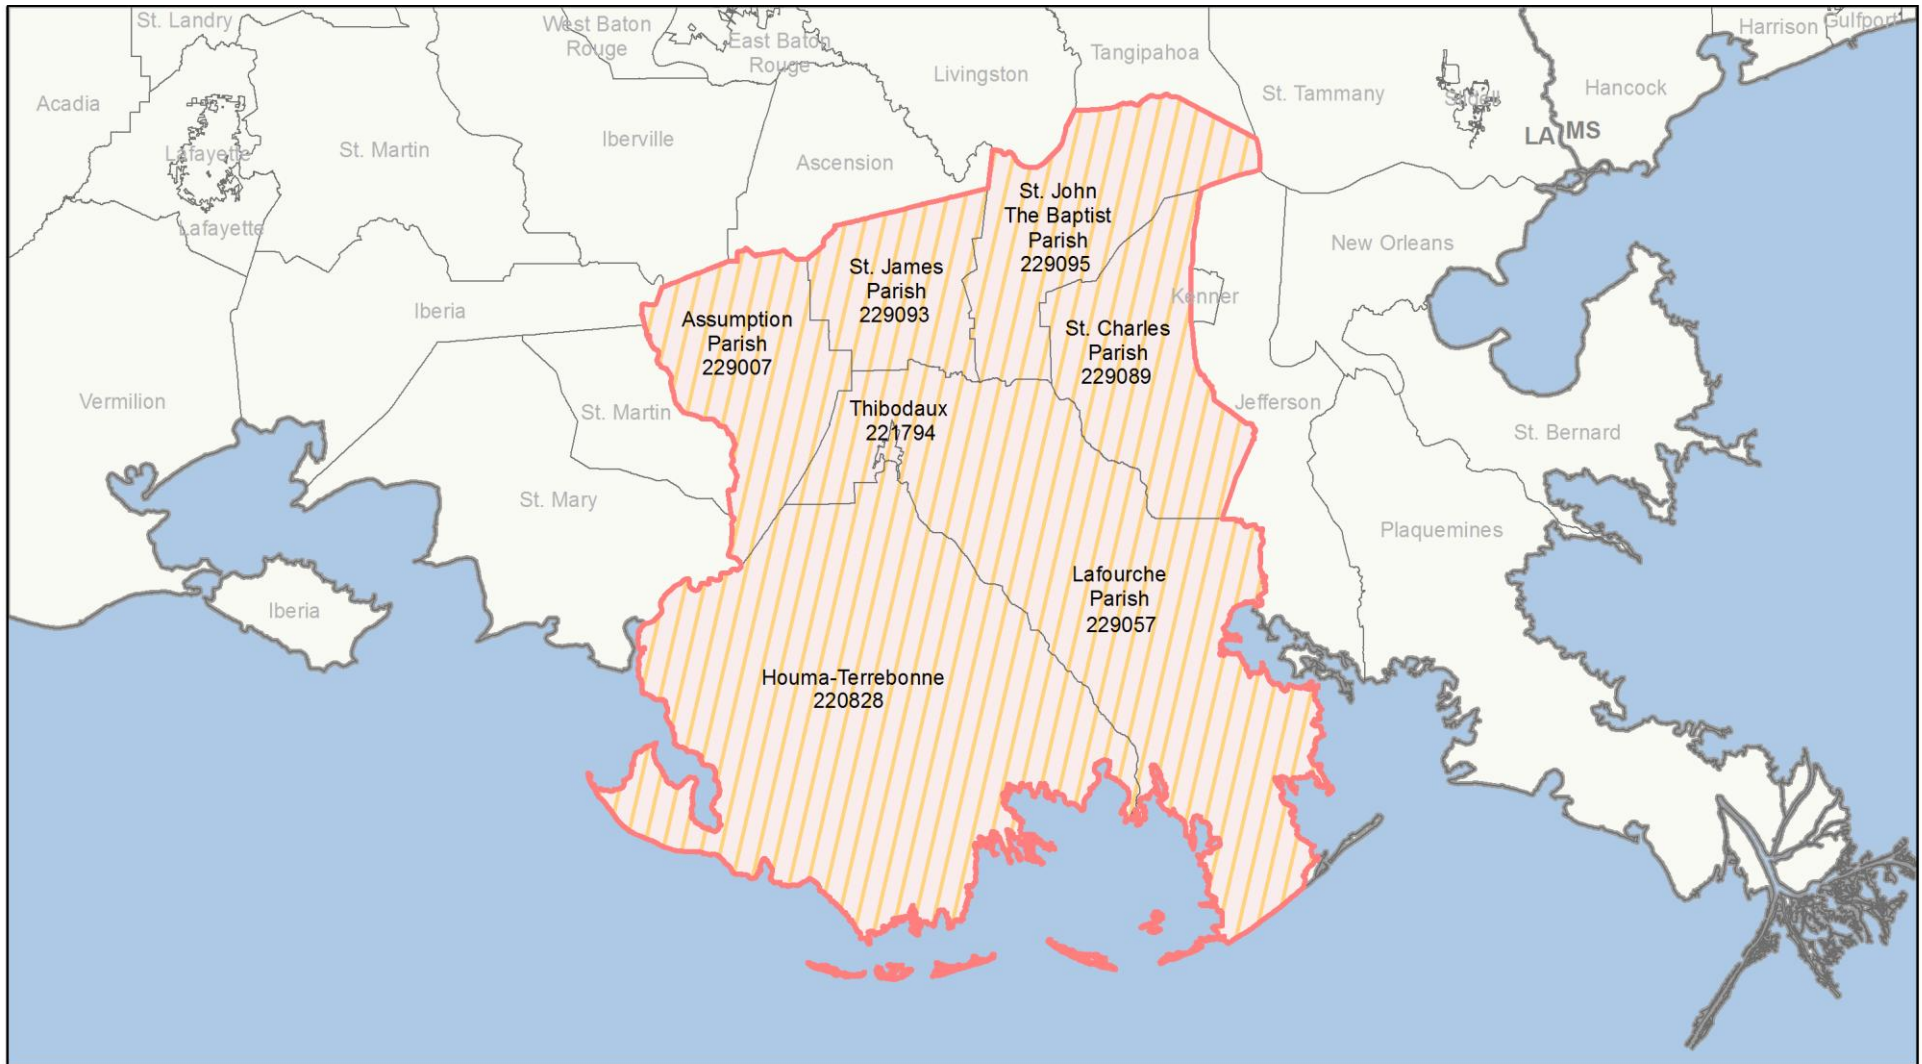 St. Landry
West Baton
Rouge
East Baton
Rouge
Tangipahoa
Harrison
Gulfport
Livingston
Acadia
St. Tammany
Slidell
Hancock
LA
MS
Lafayette
St. Martin
Iberville
Ascension
St. John
The Baptist
Parish
229095
Lafayette
New Orleans
St. James
Parish
229093
Kenner
Iberia
Assumption
Parish
229007
St. Charles
Parish
229089
Vermilion
St. Martin
Thibodaux
221794
Jefferson
St. Bernard
St. Mary
Plaquemines
Lafourche
Parish
229057
Iberia
Houma-Terrebonne
220828